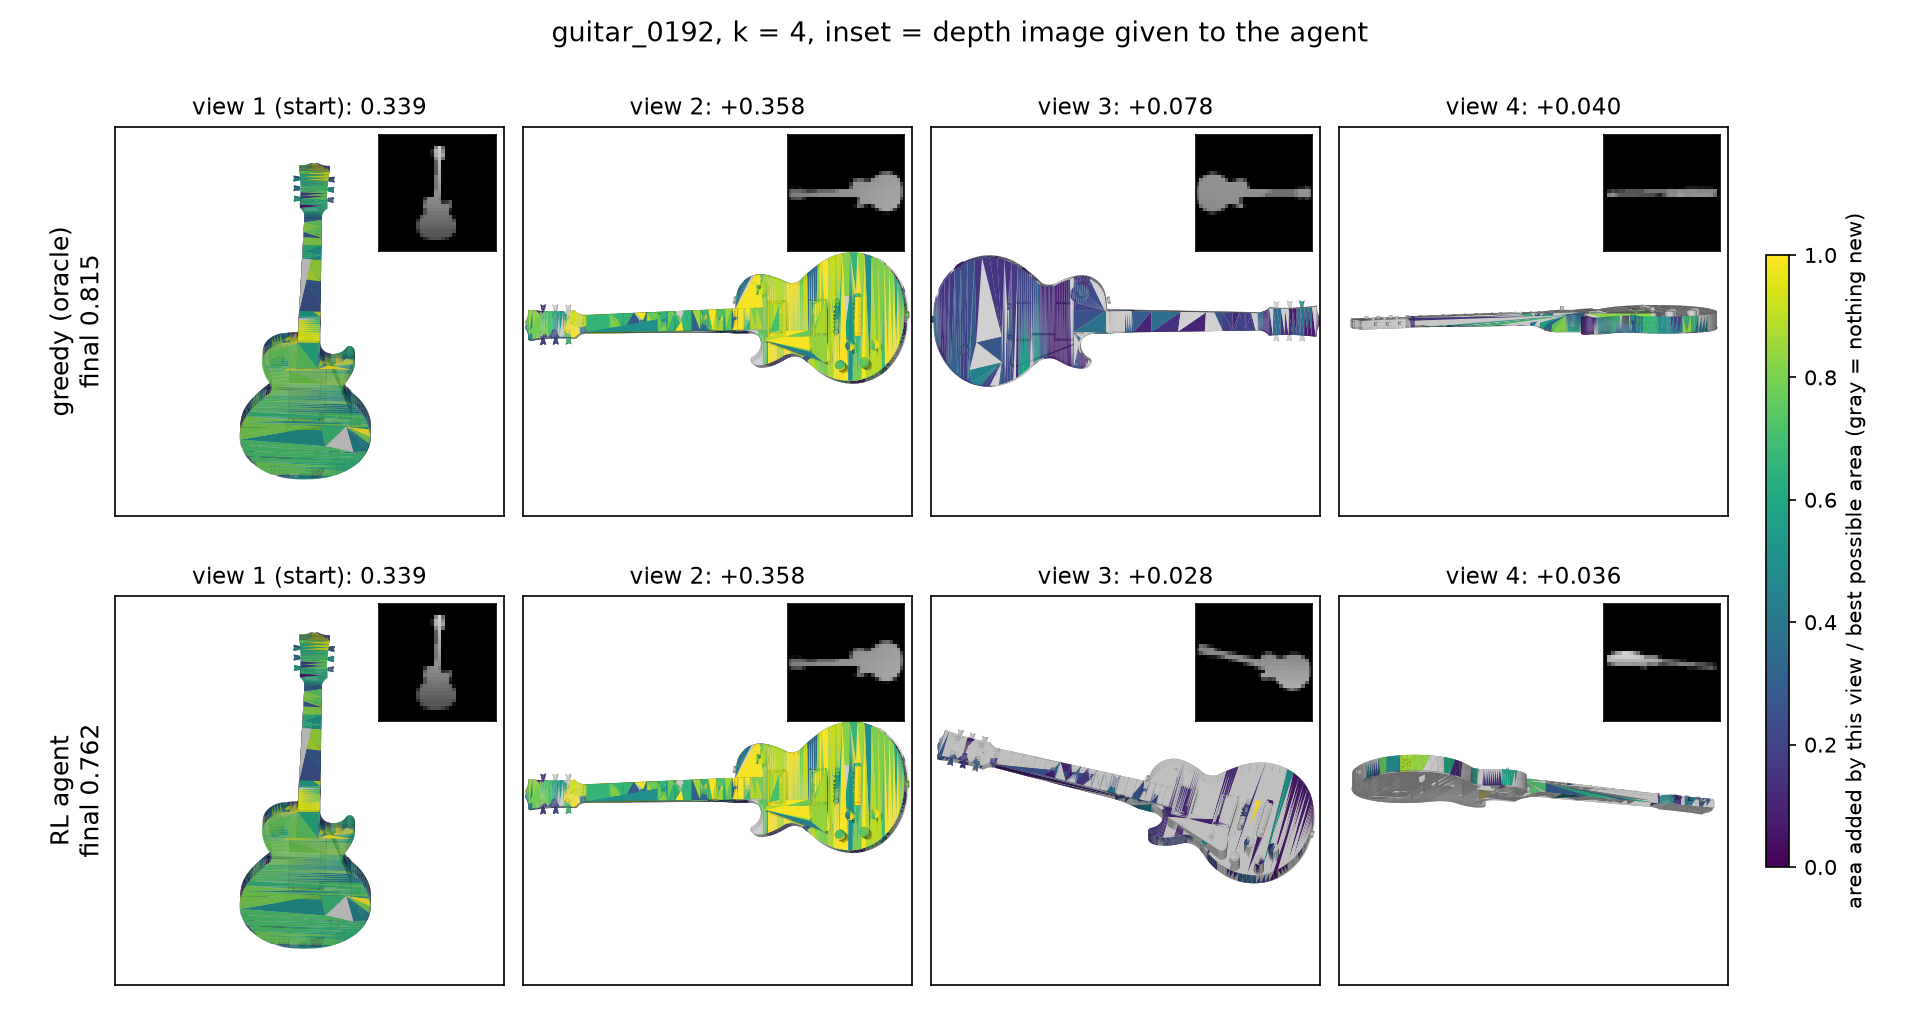 guitar_0192, k = 4, inset = depth image given to the agent
greedy (oracle)
final 0.815
view 1 (start): 0.339
view 2: +0.358
view 3: +0.078
view 4: +0.040
RL agent
final 0.762
view 1 (start): 0.339
view 2: +0.358
view 3: +0.028
view 4: +0.036
1.0
0.8
0.6
0.4
0.2
0.0
area added by this view / best possible area (gray = nothing new)